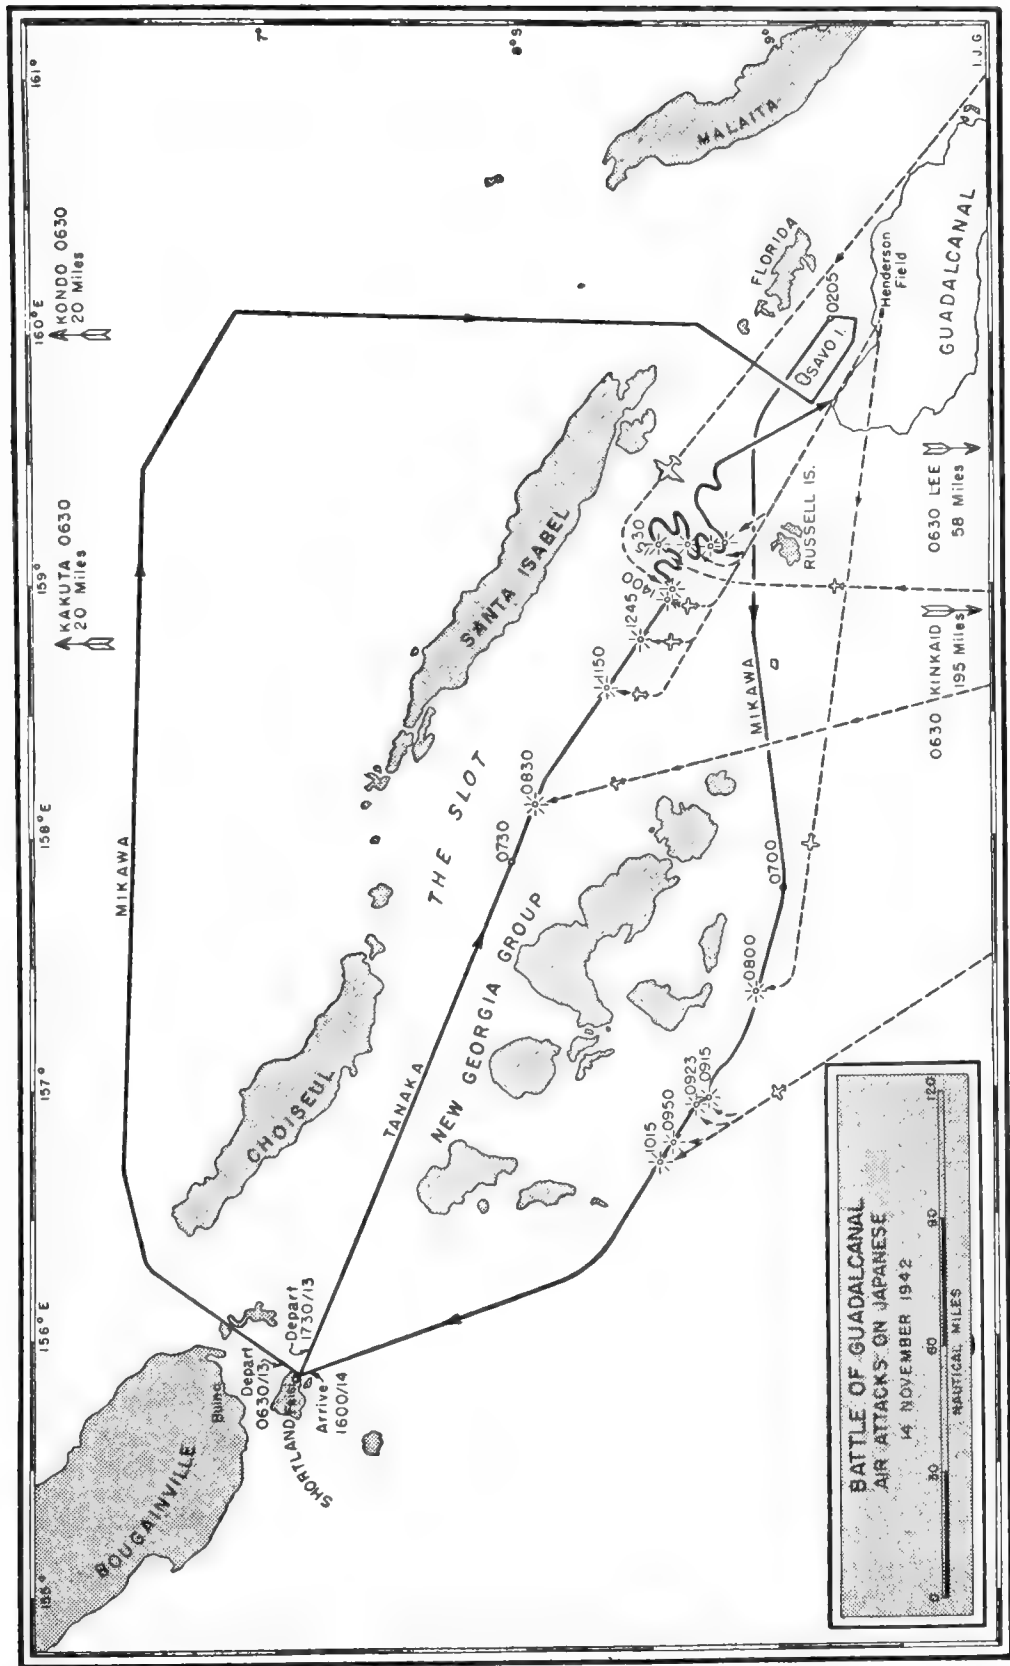 155°
156° E
157°
158° E
159°
160° E
161°
7°
8°S
9°
KAKUTA 0630
20 Miles
KONDO 0630
20 Miles
MIKAWA
BOUGAINVILLE
Buin
Depart
0630/13
SHORTLAND
Faisi
Depart
1730/13
Arrive
1600/14
CHOISEUL
TANAKA
THE SLOT
NEW GEORGIA GROUP
SANTA ISABEL
MALAITA
FLORIDA
SAVO I.
0205
Henderson
Field
GUADALCANAL
RUSSELL IS.
0730
0830
1150
1245
1400
MIKAWA
0700
0800
0915
0923
0950
1015
0630 KINKAID
195 Miles
0630 LEE
58 Miles
BATTLE OF GUADALCANAL
AIR ATTACKS ON JAPANESE
14 NOVEMBER 1942
0 30 60 90 120
NAUTICAL MILES
I.J.G.